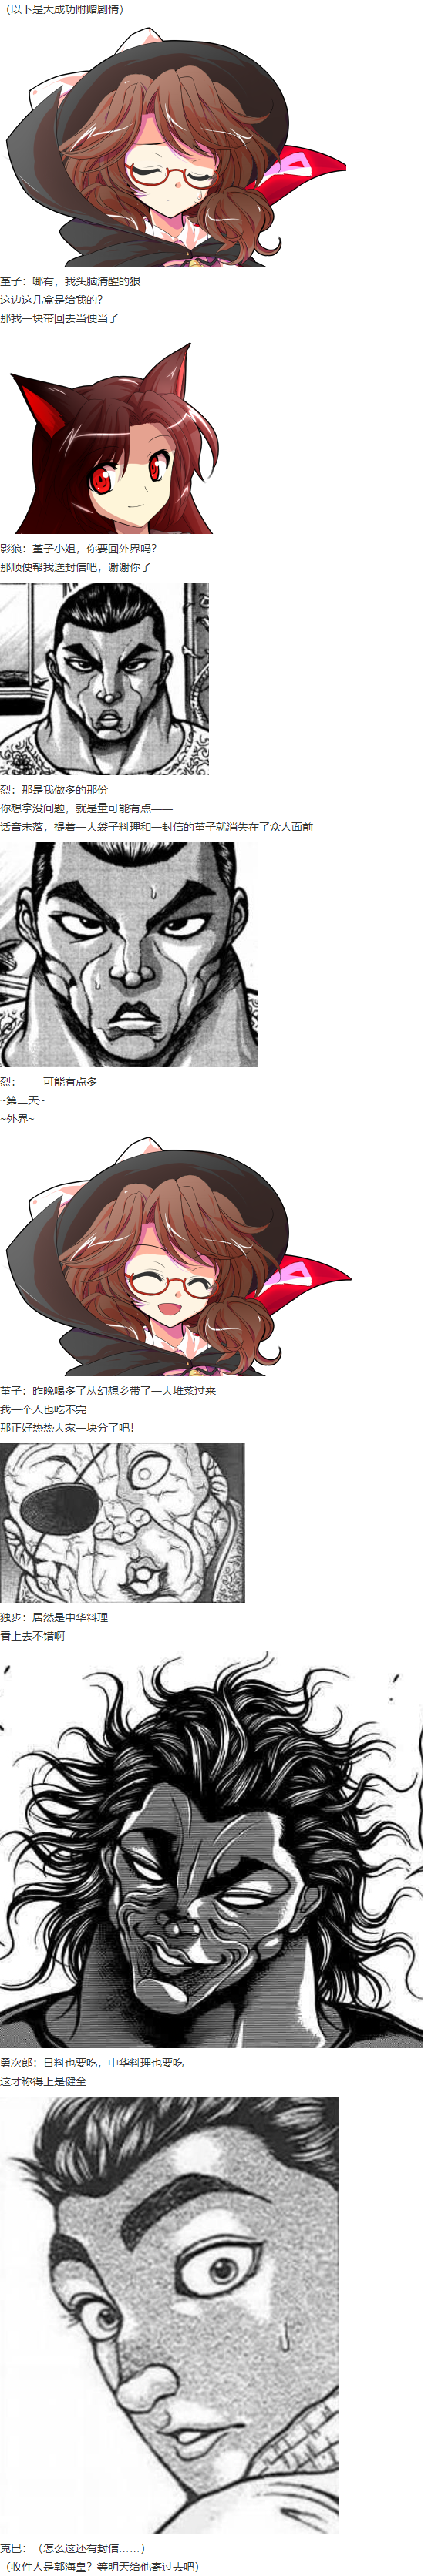 （以下是大成功附赠剧情）
堇子：哪有，我头脑清醒的狠
这边这几盒是给我的？
那我一块带回去当便当了
影狼：堇子小姐，你要回外界吗？
那顺便帮我送封信吧，谢谢你了
烈：那是我做多的那份
你想拿没问题，就是量可能有点——
话音未落，提着一大袋子料理和一封信的堇子就消失在了众人面前
烈：——可能有点多
~第二天~
~外界~
堇子：昨晚喝多了从幻想乡带了一大堆菜过来
我一个人也吃不完
那正好热热大家一块分了吧！
独步：居然是中华料理
看上去不错啊
勇次郎：日料也要吃，中华料理也要吃
这才称得上是健全
克巳：（怎么这还有封信……）
（收件人是郭海皇？等明天给他寄过去吧）